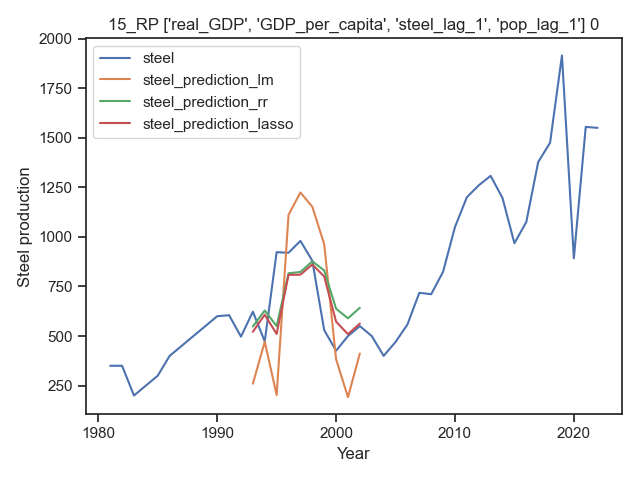 15_RP ['real_GDP', 'GDP_per_capita', 'steel_lag_1', 'pop_lag_1'] 0
steel
steel_prediction_lm
steel_prediction_rr
steel_prediction_lasso
Steel production
2000
1750
1500
1250
1000
750
500
250
1980
1990
2000
2010
2020
Year